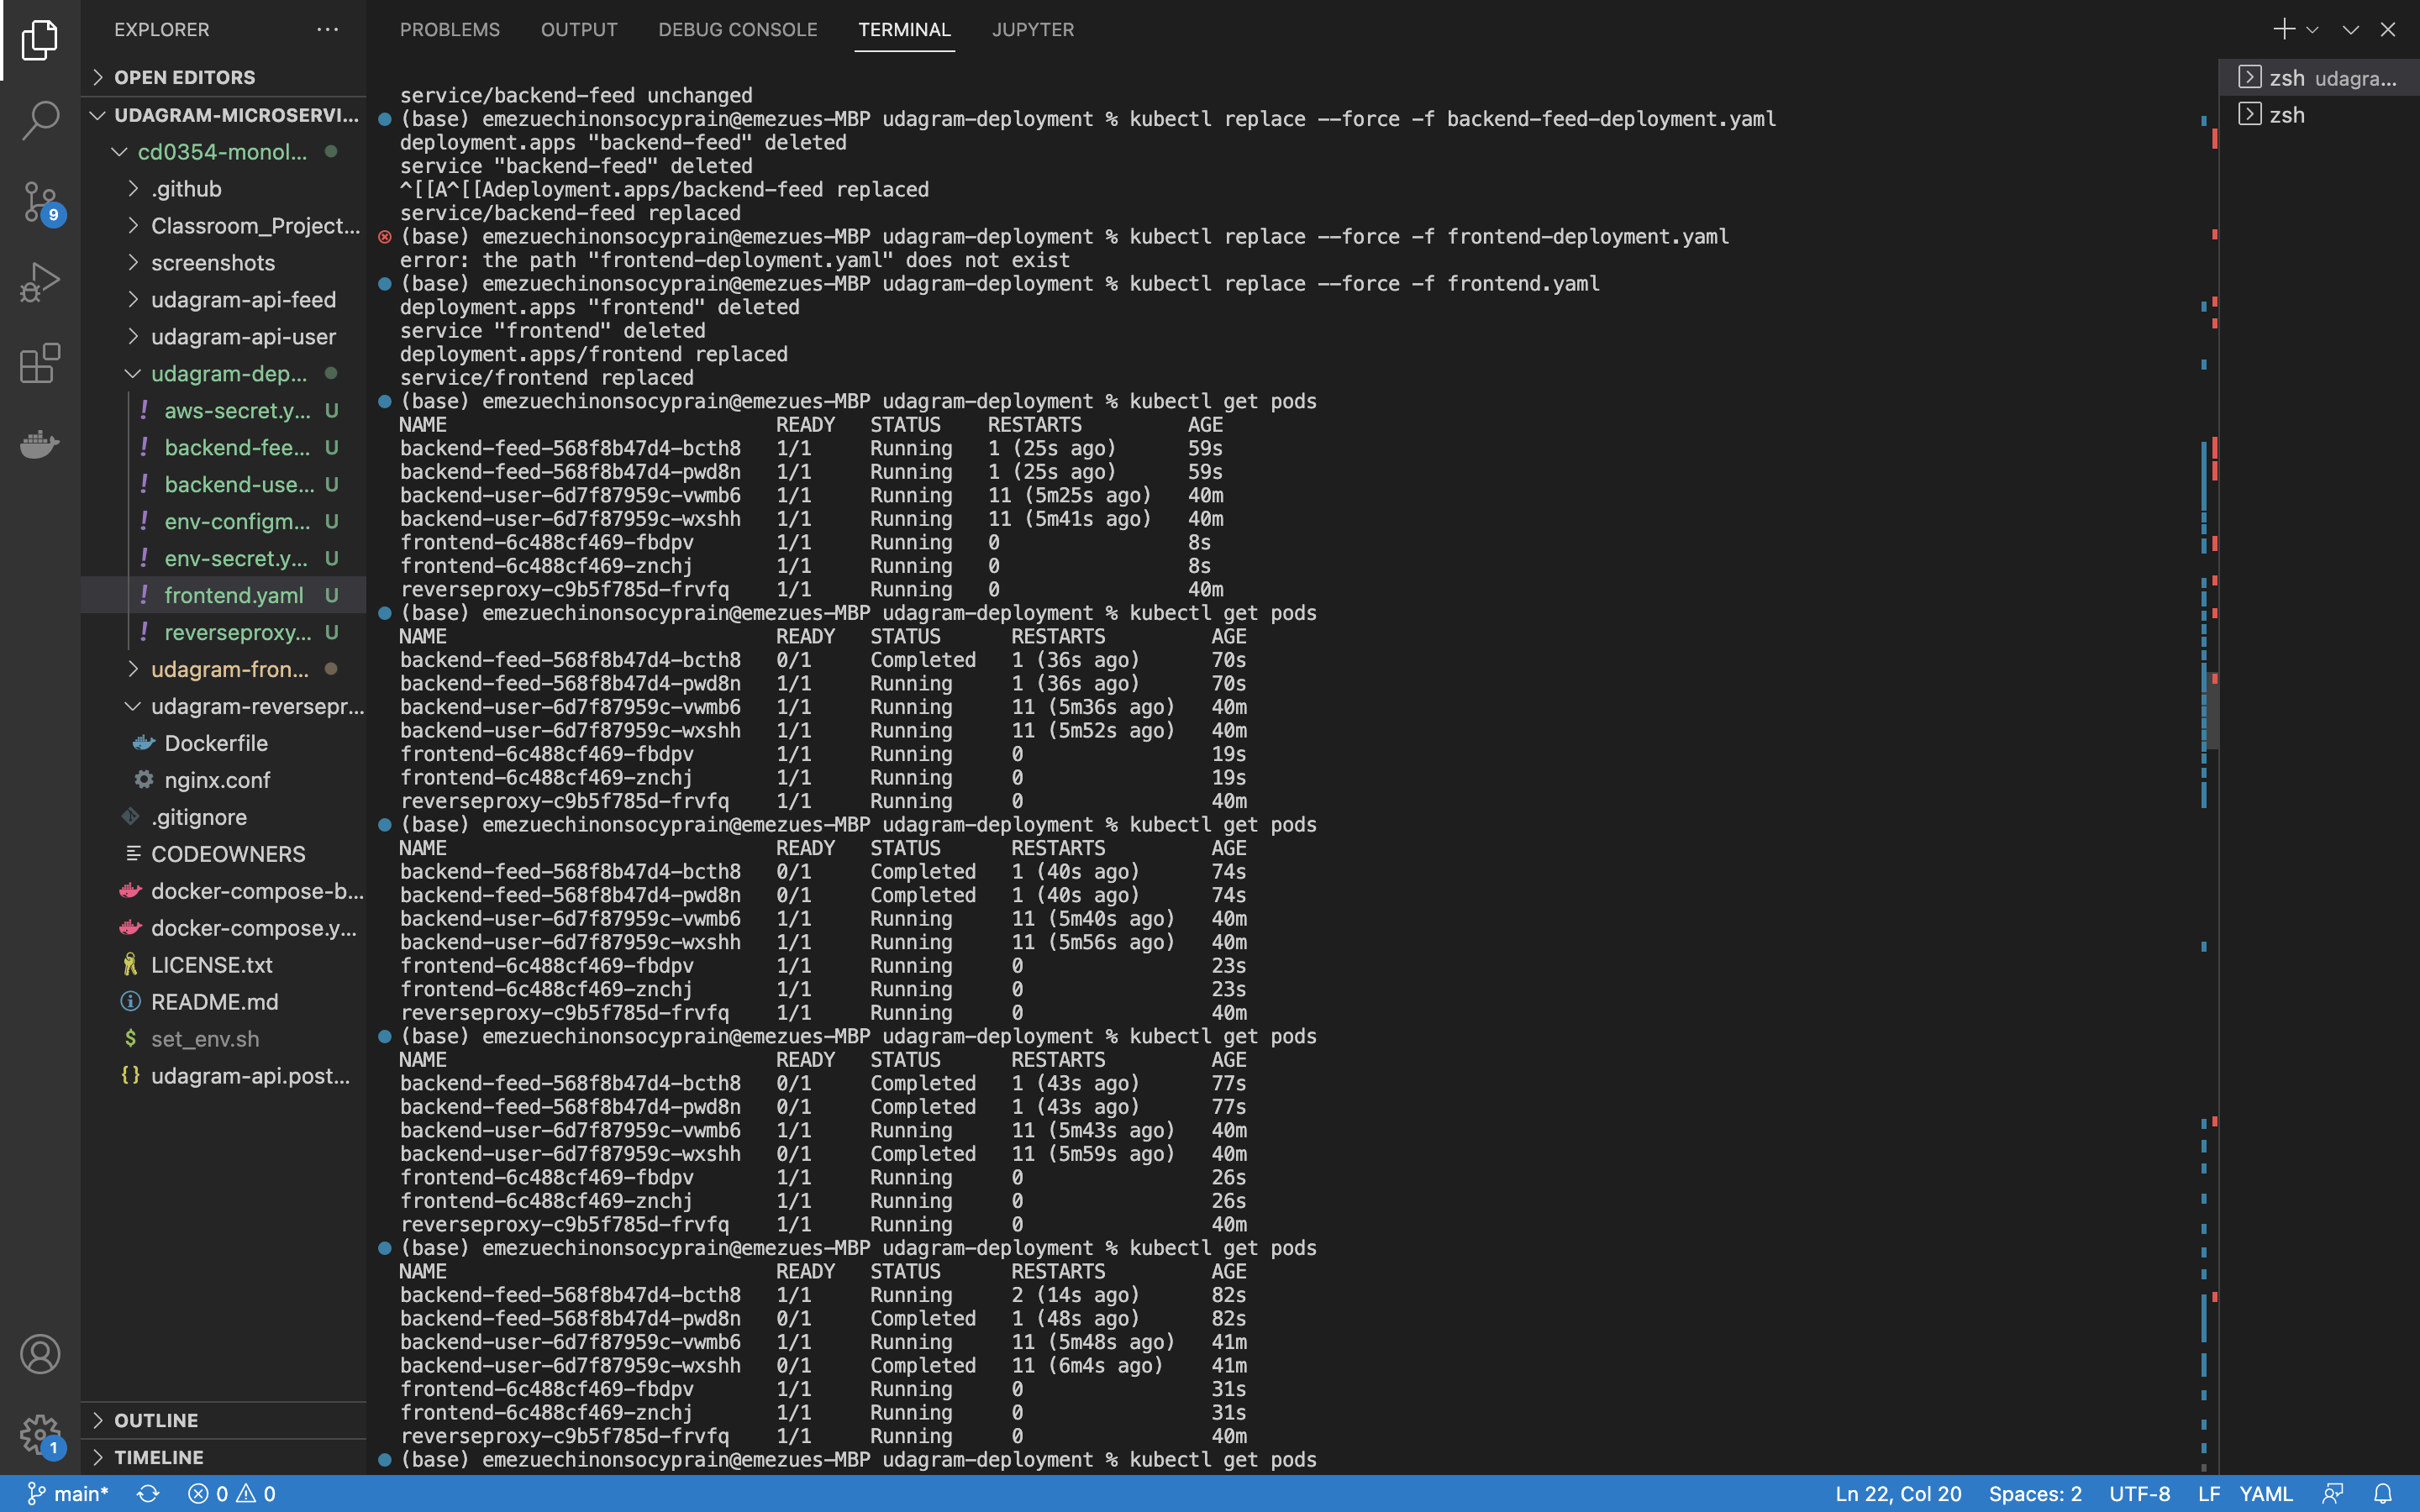 EXPLORER
OPEN EDITORS
UDAGRAM-MICROSERVI...
cd0354-monol...
.github
Classroom_Project...
screenshots
udagram-api-feed
udagram-api-user
udagram-dep...
aws-secret.y... U
backend-fee... U
backend-use... U
env-configm... U
env-secret.y... U
frontend.yaml U
reverseproxy... U
udagram-fron...
udagram-reversepr...
Dockerfile
nginx.conf
.gitignore
CODEOWNERS
docker-compose-b...
docker-compose.y...
LICENSE.txt
README.md
$ set_env.sh
{} udagram-api.post...
OUTLINE
TIMELINE
9
1
PROBLEMS OUTPUT DEBUG CONSOLE TERMINAL JUPYTER
service/backend-feed unchanged
(base) emezuechinonsocyprain@emezues-MBP udagram-deployment % kubectl replace --force -f backend-feed-deployment.yaml
deployment.apps "backend-feed" deleted
service "backend-feed" deleted
^[[A^[[Adeployment.apps/backend-feed replaced
service/backend-feed replaced
(base) emezuechinonsocyprain@emezues-MBP udagram-deployment % kubectl replace --force -f frontend-deployment.yaml
error: the path "frontend-deployment.yaml" does not exist
(base) emezuechinonsocyprain@emezues-MBP udagram-deployment % kubectl replace --force -f frontend.yaml
deployment.apps "frontend" deleted
service "frontend" deleted
deployment.apps/frontend replaced
service/frontend replaced
(base) emezuechinonsocyprain@emezues-MBP udagram-deployment % kubectl get pods
NAME READY STATUS RESTARTS AGE
backend-feed-568f8b47d4-bcth8 1/1 Running 1 (25s ago) 59s
backend-feed-568f8b47d4-pwd8n 1/1 Running 1 (25s ago) 59s
backend-user-6d7f87959c-vwmb6 1/1 Running 11 (5m25s ago) 40m
backend-user-6d7f87959c-wxshh 1/1 Running 11 (5m41s ago) 40m
frontend-6c488cf469-fbdpv 1/1 Running 0 8s
frontend-6c488cf469-znchj 1/1 Running 0 8s
reverseproxy-c9b5f785d-frvfq 1/1 Running 0 40m
(base) emezuechinonsocyprain@emezues-MBP udagram-deployment % kubectl get pods
NAME READY STATUS RESTARTS AGE
backend-feed-568f8b47d4-bcth8 0/1 Completed 1 (36s ago) 70s
backend-feed-568f8b47d4-pwd8n 1/1 Running 1 (36s ago) 70s
backend-user-6d7f87959c-vwmb6 1/1 Running 11 (5m36s ago) 40m
backend-user-6d7f87959c-wxshh 1/1 Running 11 (5m52s ago) 40m
frontend-6c488cf469-fbdpv 1/1 Running 0 19s
frontend-6c488cf469-znchj 1/1 Running 0 19s
reverseproxy-c9b5f785d-frvfq 1/1 Running 0 40m
(base) emezuechinonsocyprain@emezues-MBP udagram-deployment % kubectl get pods
NAME READY STATUS RESTARTS AGE
backend-feed-568f8b47d4-bcth8 0/1 Completed 1 (40s ago) 74s
backend-feed-568f8b47d4-pwd8n 0/1 Completed 1 (40s ago) 74s
backend-user-6d7f87959c-vwmb6 1/1 Running 11 (5m40s ago) 40m
backend-user-6d7f87959c-wxshh 1/1 Running 11 (5m56s ago) 40m
frontend-6c488cf469-fbdpv 1/1 Running 0 23s
frontend-6c488cf469-znchj 1/1 Running 0 23s
reverseproxy-c9b5f785d-frvfq 1/1 Running 0 40m
(base) emezuechinonsocyprain@emezues-MBP udagram-deployment % kubectl get pods
NAME READY STATUS RESTARTS AGE
backend-feed-568f8b47d4-bcth8 0/1 Completed 1 (43s ago) 77s
backend-feed-568f8b47d4-pwd8n 0/1 Completed 1 (43s ago) 77s
backend-user-6d7f87959c-vwmb6 1/1 Running 11 (5m43s ago) 40m
backend-user-6d7f87959c-wxshh 0/1 Completed 11 (5m59s ago) 40m
frontend-6c488cf469-fbdpv 1/1 Running 0 26s
frontend-6c488cf469-znchj 1/1 Running 0 26s
reverseproxy-c9b5f785d-frvfq 1/1 Running 0 40m
(base) emezuechinonsocyprain@emezues-MBP udagram-deployment % kubectl get pods
NAME READY STATUS RESTARTS AGE
backend-feed-568f8b47d4-bcth8 1/1 Running 2 (14s ago) 82s
backend-feed-568f8b47d4-pwd8n 0/1 Completed 1 (48s ago) 82s
backend-user-6d7f87959c-vwmb6 1/1 Running 11 (5m48s ago) 41m
backend-user-6d7f87959c-wxshh 0/1 Completed 11 (6m4s ago) 41m
frontend-6c488cf469-fbdpv 1/1 Running 0 31s
frontend-6c488cf469-znchj 1/1 Running 0 31s
reverseproxy-c9b5f785d-frvfq 1/1 Running 0 40m
(base) emezuechinonsocyprain@emezues-MBP udagram-deployment % kubectl get pods
zsh udagra...
zsh
main* 0 0 Ln 22, Col 20 Spaces: 2 UTF-8 LF YAML